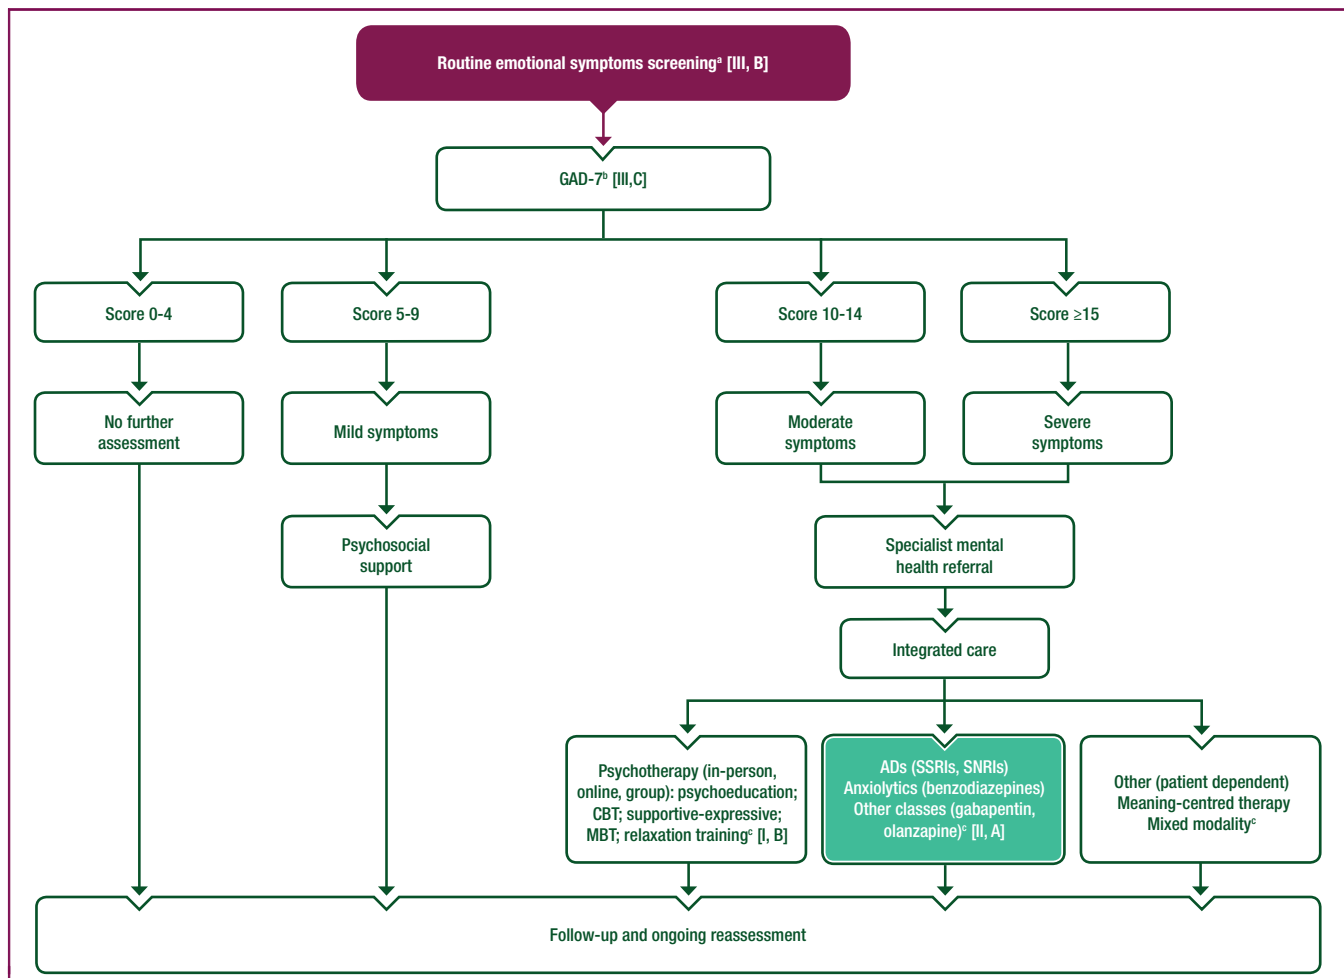 Routine emotional symptoms screeningᵃ [III, B]
GAD-7ᵇ [III,C]
Score 0-4
Score 5-9
Score 10-14
Score ≥15
No further
assessment
Mild symptoms
Moderate
symptoms
Severe
symptoms
Psychosocial
support
Specialist mental
health referral
Integrated care
Psychotherapy (in-person,
online, group): psychoeducation;
CBT; supportive-expressive;
MBT; relaxation trainingᶜ [I, B]
ADs (SSRIs, SNRIs)
Anxiolytics (benzodiazepines)
Other classes (gabapentin,
olanzapine)ᶜ [II, A]
Other (patient dependent)
Meaning-centred therapy
Mixed modalityᶜ
Follow-up and ongoing reassessment